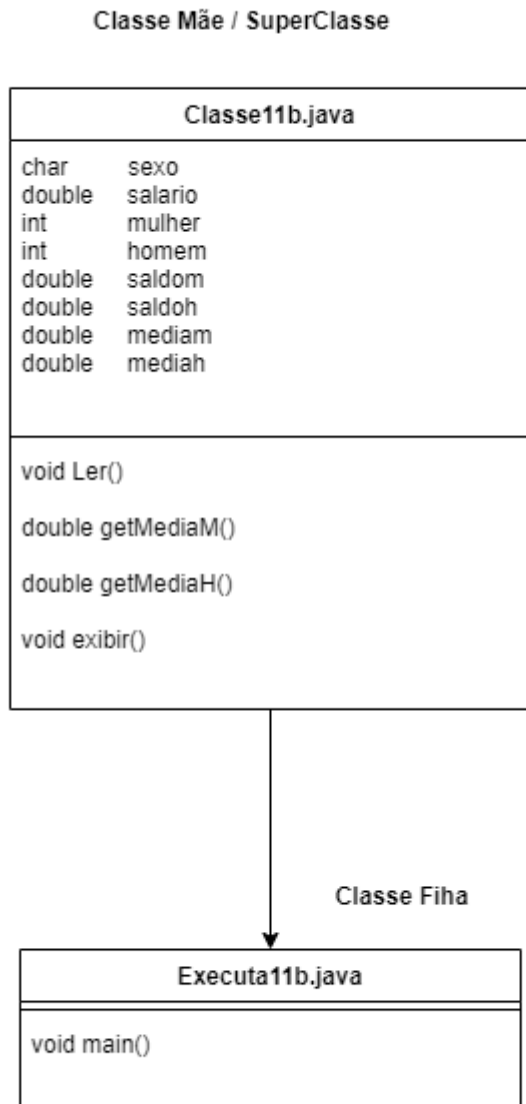 Classe Mãe / SuperClasse
Classe11b.java
char sexo
double salario
int mulher
int homem
double saldom
double saldoh
double mediam
double mediah
void Ler()
double getMediaM()
double getMediaH()
void exibir()
Classe Fiha
Executa11b.java
void main()